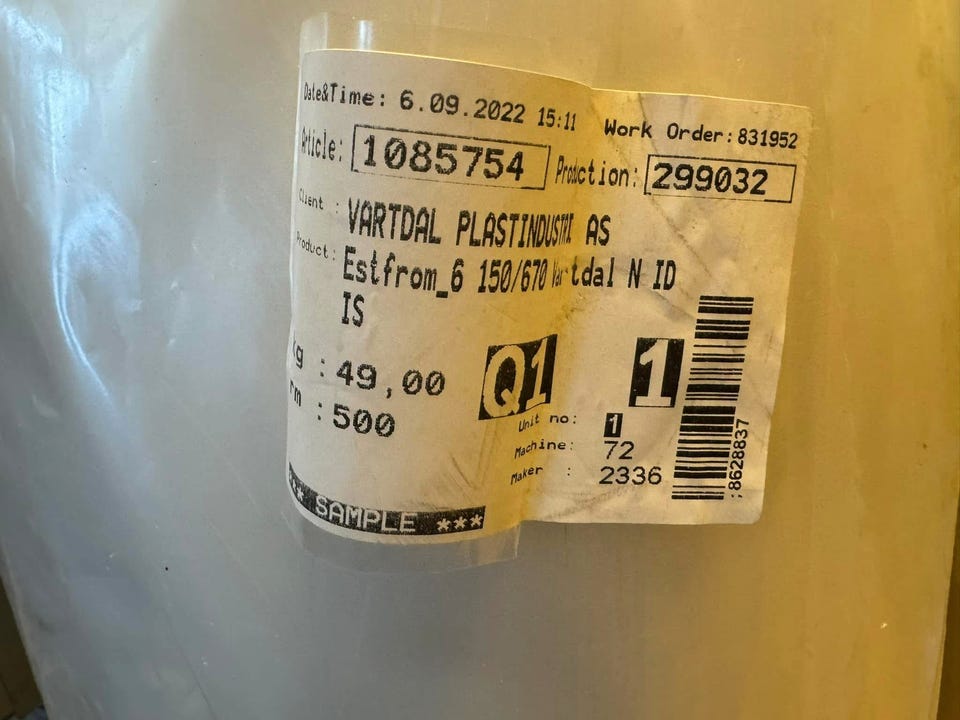 Date&Time: 6.09.2022 15:11 Work Order: 831952
Article: 1085754 Production: 299032
Client : VARTDAL PLASTINDUSTRI AS
Product: Estfrom_6 150/670 Vartdal N ID
IS
kg : 49,00
rm : 500
Q1
1
Unit no: 1
Machine: 72
Maker : 2336
:8628837
SAMPLE ***